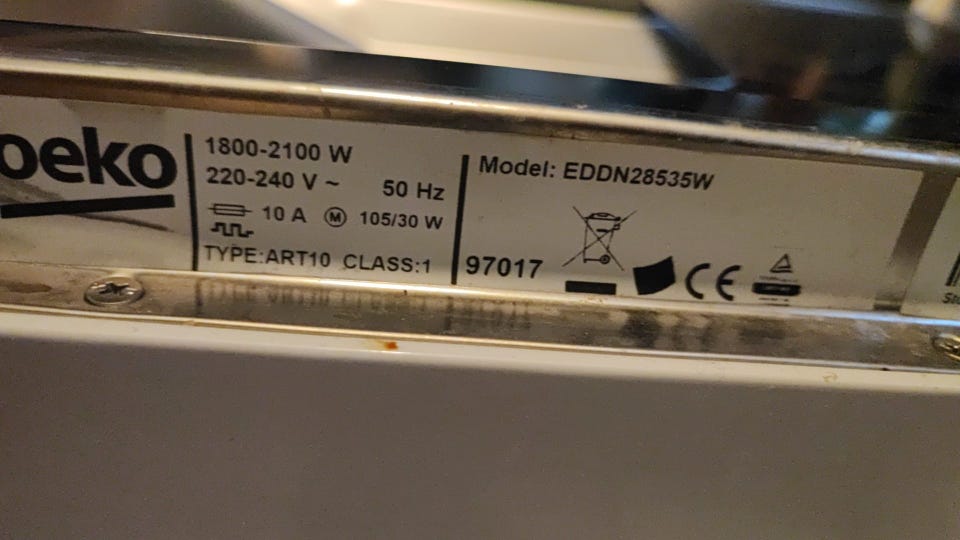 beko
1800-2100 W
220-240 V ~ 50 Hz
10 A M 105/30 W
TYPE:ART10 CLASS:1
Model: EDDN28535W
97017
CE